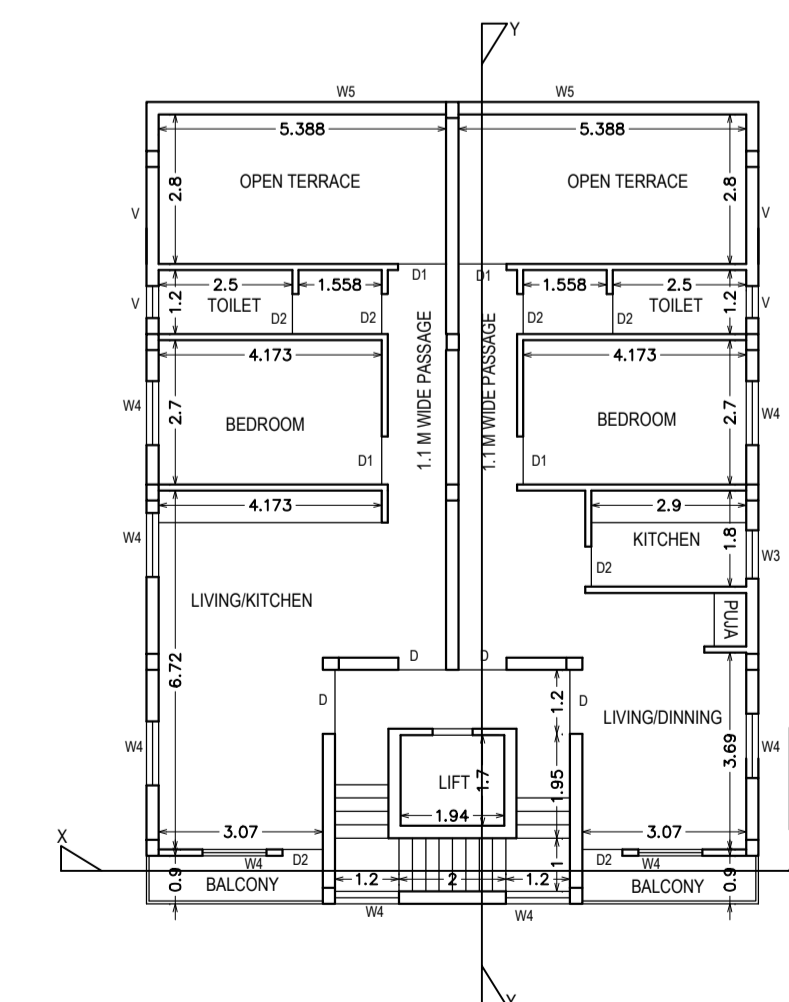 Y
W5 W5
5.388 5.388
OPEN TERRACE OPEN TERRACE
2.8 2.8
V V
D1 D1
2.5 1.558 1.558 2.5
TOILET TOILET
V 1.2 1.2 V
D2 D2 D2 D2
4.173 4.173
1.1 M WIDE PASSAGE 1.1 M WIDE PASSAGE
W4 2.7 2.7 W4
BEDROOM BEDROOM
D1 D1
4.173 2.9
W4 KITCHEN 1.8 W3
D2
LIVING/KITCHEN PUJA
D D
6.72
D 1.2 D
LIVING/DINNING
W4 3.69 W4
LIFT 1.7 1.95
1.94
3.07 3.07
X
W4 D2 1 D2 W4
0.9 BALCONY 1.2 2 1.2 BALCONY 0.9
W4 W4
Y